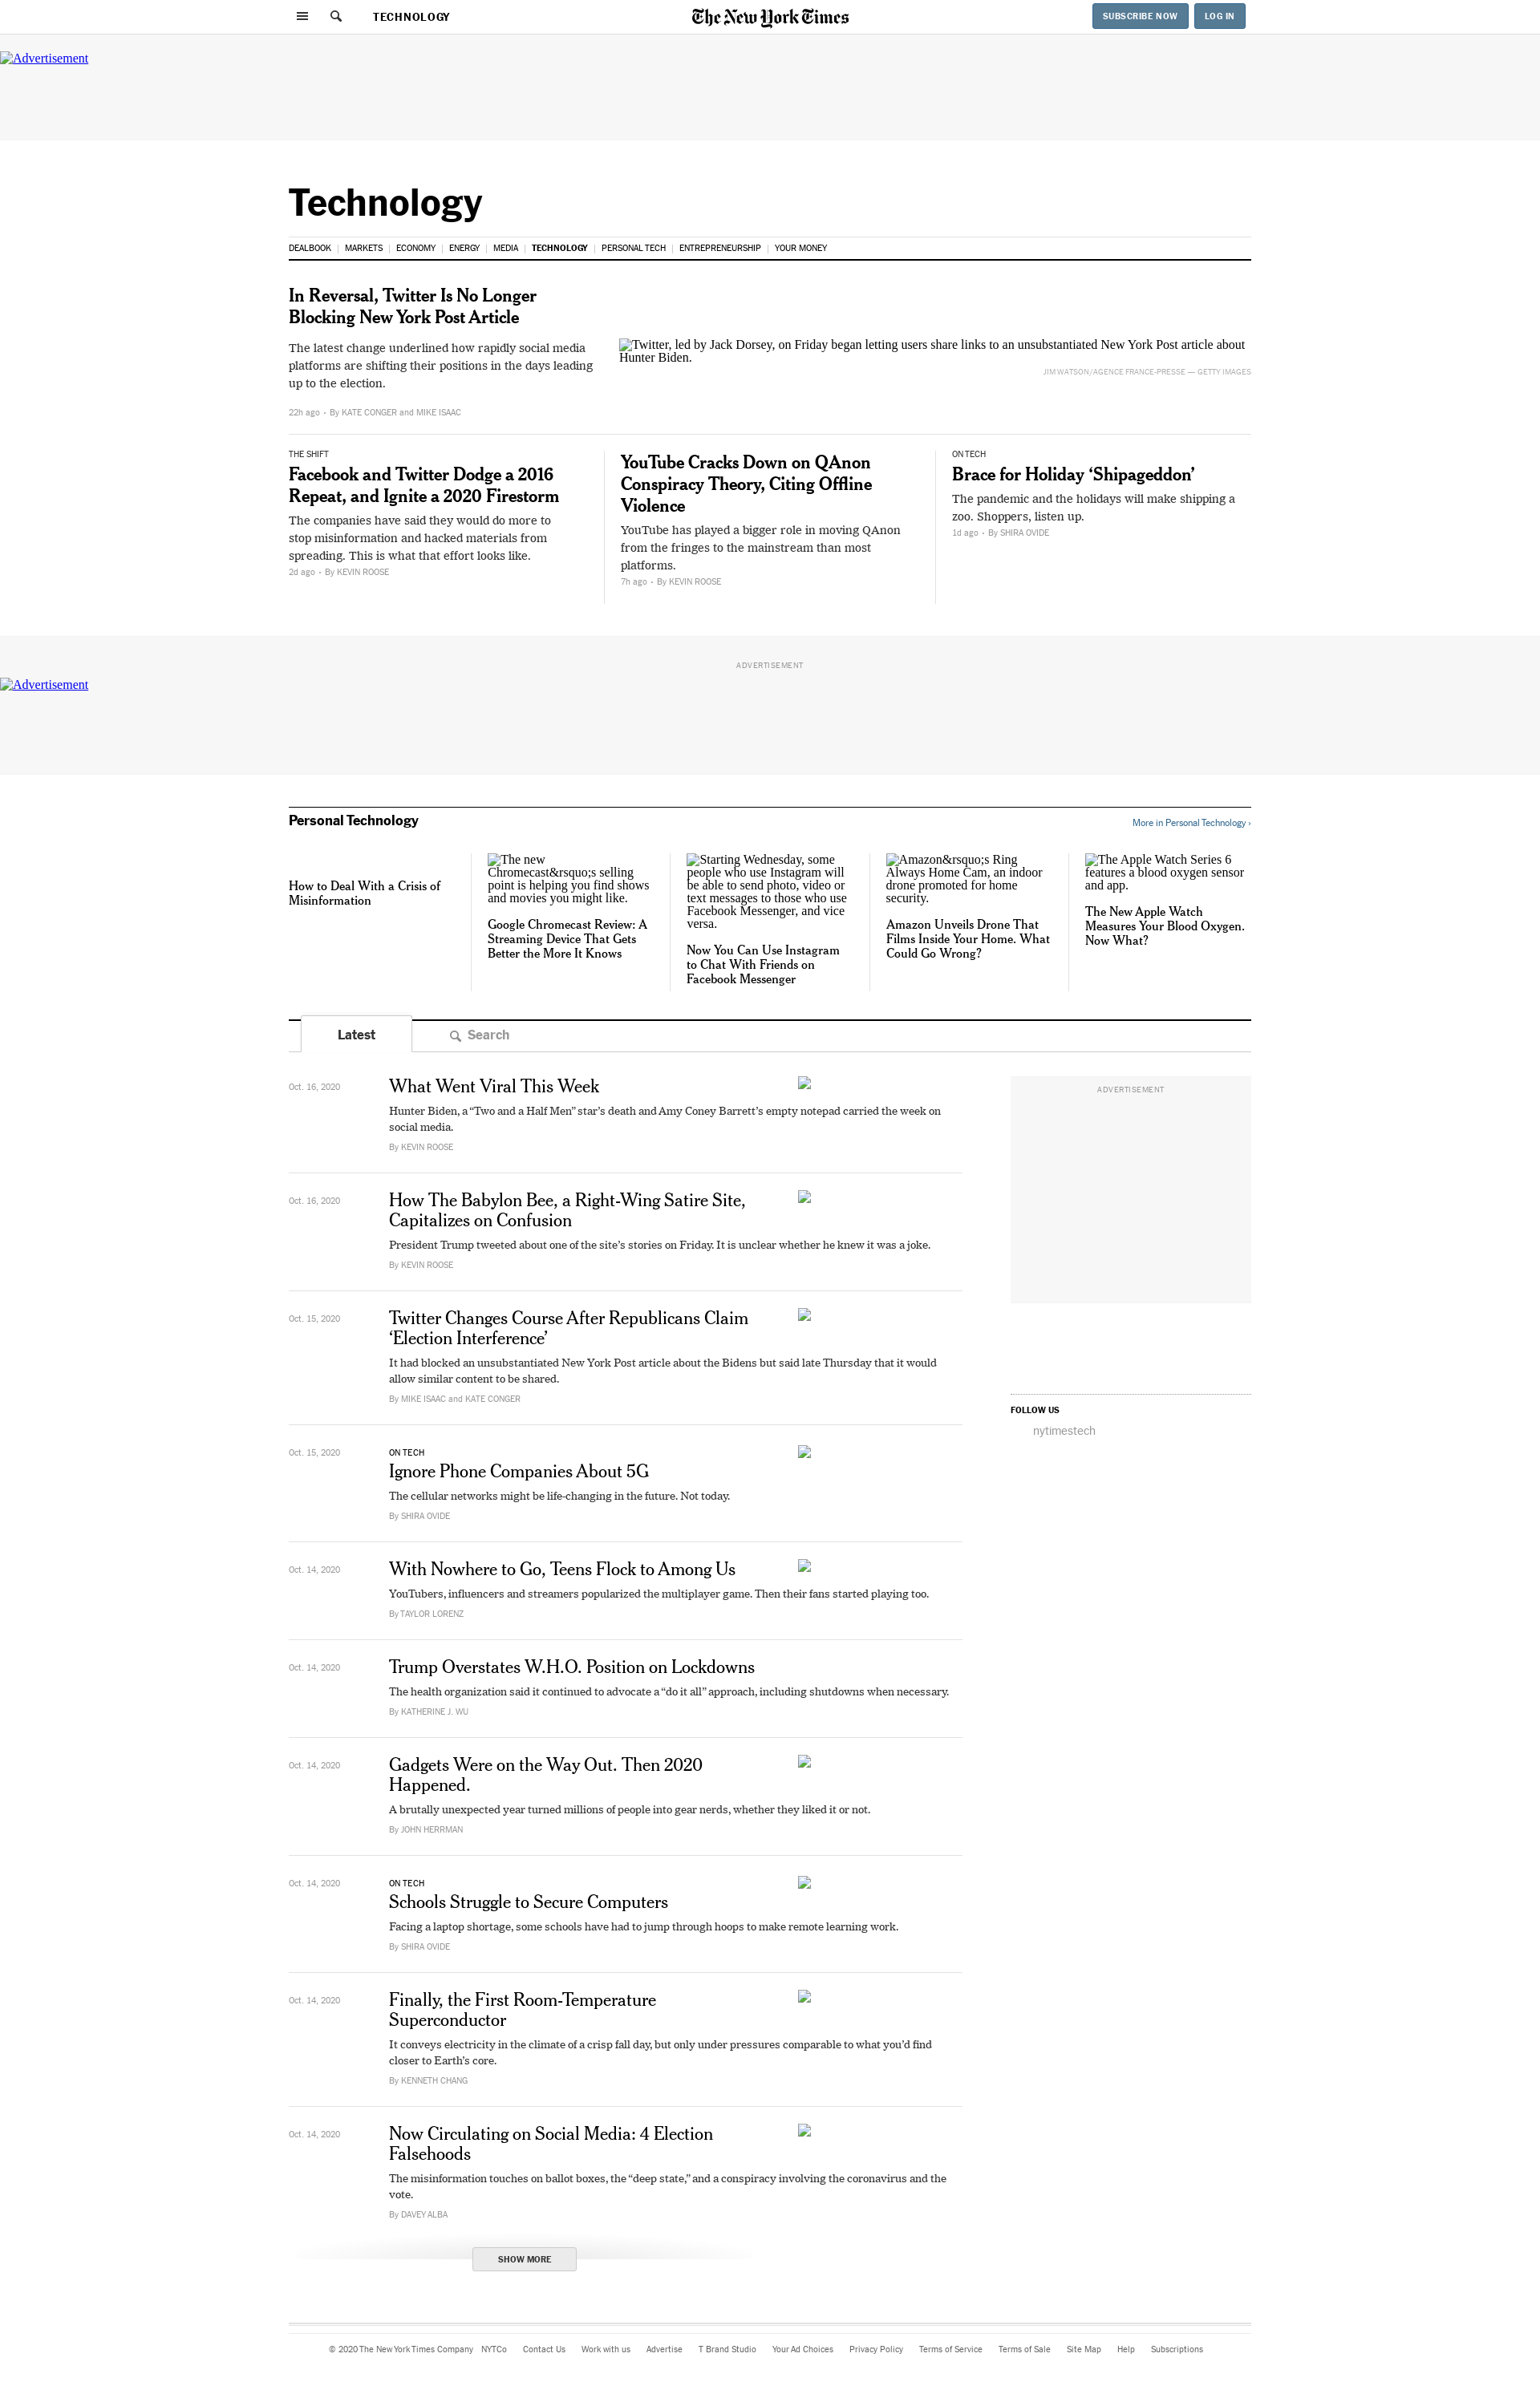 TECHNOLOGY
The New York Times
SUBSCRIBE NOW
LOG IN
Advertisement
Technology
DEALBOOK
MARKETS
ECONOMY
ENERGY
MEDIA
TECHNOLOGY
PERSONAL TECH
ENTREPRENEURSHIP
YOUR MONEY
In Reversal, Twitter Is No Longer
Blocking New York Post Article
The latest change underlined how rapidly social media
platforms are shifting their positions in the days leading
up to the election.
22h ago • By KATE CONGER and MIKE ISAAC
Twitter, led by Jack Dorsey, on Friday began letting users share links to an unsubstantiated New York Post article about
Hunter Biden.
JIM WATSON/AGENCE FRANCE-PRESSE — GETTY IMAGES
THE SHIFT
Facebook and Twitter Dodge a 2016
Repeat, and Ignite a 2020 Firestorm
The companies have said they would do more to
stop misinformation and hacked materials from
spreading. This is what that effort looks like.
2d ago • By KEVIN ROOSE
YouTube Cracks Down on QAnon
Conspiracy Theory, Citing Offline
Violence
YouTube has played a bigger role in moving QAnon
from the fringes to the mainstream than most
platforms.
7h ago • By KEVIN ROOSE
ON TECH
Brace for Holiday ‘Shipageddon’
The pandemic and the holidays will make shipping a
zoo. Shoppers, listen up.
1d ago • By SHIRA OVIDE
ADVERTISEMENT
Advertisement
Personal Technology
More in Personal Technology ›
How to Deal With a Crisis of
Misinformation
The new
Chromecast&rsquo;s selling
point is helping you find shows
and movies you might like.
Google Chromecast Review: A
Streaming Device That Gets
Better the More It Knows
Starting Wednesday, some
people who use Instagram will
be able to send photo, video or
text messages to those who use
Facebook Messenger, and vice
versa.
Now You Can Use Instagram
to Chat With Friends on
Facebook Messenger
Amazon&rsquo;s Ring
Always Home Cam, an indoor
drone promoted for home
security.
Amazon Unveils Drone That
Films Inside Your Home. What
Could Go Wrong?
The Apple Watch Series 6
features a blood oxygen sensor
and app.
The New Apple Watch
Measures Your Blood Oxygen.
Now What?
Latest
Search
Oct. 16, 2020
What Went Viral This Week
Hunter Biden, a “Two and a Half Men” star’s death and Amy Coney Barrett’s empty notepad carried the week on
social media.
By KEVIN ROOSE
Oct. 16, 2020
How The Babylon Bee, a Right-Wing Satire Site,
Capitalizes on Confusion
President Trump tweeted about one of the site’s stories on Friday. It is unclear whether he knew it was a joke.
By KEVIN ROOSE
Oct. 15, 2020
Twitter Changes Course After Republicans Claim
‘Election Interference’
It had blocked an unsubstantiated New York Post article about the Bidens but said late Thursday that it would
allow similar content to be shared.
By MIKE ISAAC and KATE CONGER
Oct. 15, 2020
ON TECH
Ignore Phone Companies About 5G
The cellular networks might be life-changing in the future. Not today.
By SHIRA OVIDE
Oct. 14, 2020
With Nowhere to Go, Teens Flock to Among Us
YouTubers, influencers and streamers popularized the multiplayer game. Then their fans started playing too.
By TAYLOR LORENZ
Oct. 14, 2020
Trump Overstates W.H.O. Position on Lockdowns
The health organization said it continued to advocate a “do it all” approach, including shutdowns when necessary.
By KATHERINE J. WU
Oct. 14, 2020
Gadgets Were on the Way Out. Then 2020
Happened.
A brutally unexpected year turned millions of people into gear nerds, whether they liked it or not.
By JOHN HERRMAN
Oct. 14, 2020
ON TECH
Schools Struggle to Secure Computers
Facing a laptop shortage, some schools have had to jump through hoops to make remote learning work.
By SHIRA OVIDE
Oct. 14, 2020
Finally, the First Room-Temperature
Superconductor
It conveys electricity in the climate of a crisp fall day, but only under pressures comparable to what you’d find
closer to Earth’s core.
By KENNETH CHANG
Oct. 14, 2020
Now Circulating on Social Media: 4 Election
Falsehoods
The misinformation touches on ballot boxes, the “deep state,” and a conspiracy involving the coronavirus and the
vote.
By DAVEY ALBA
SHOW MORE
ADVERTISEMENT
FOLLOW US
nytimestech
© 2020 The New York Times Company
NYTCo
Contact Us
Work with us
Advertise
T Brand Studio
Your Ad Choices
Privacy Policy
Terms of Service
Terms of Sale
Site Map
Help
Subscriptions